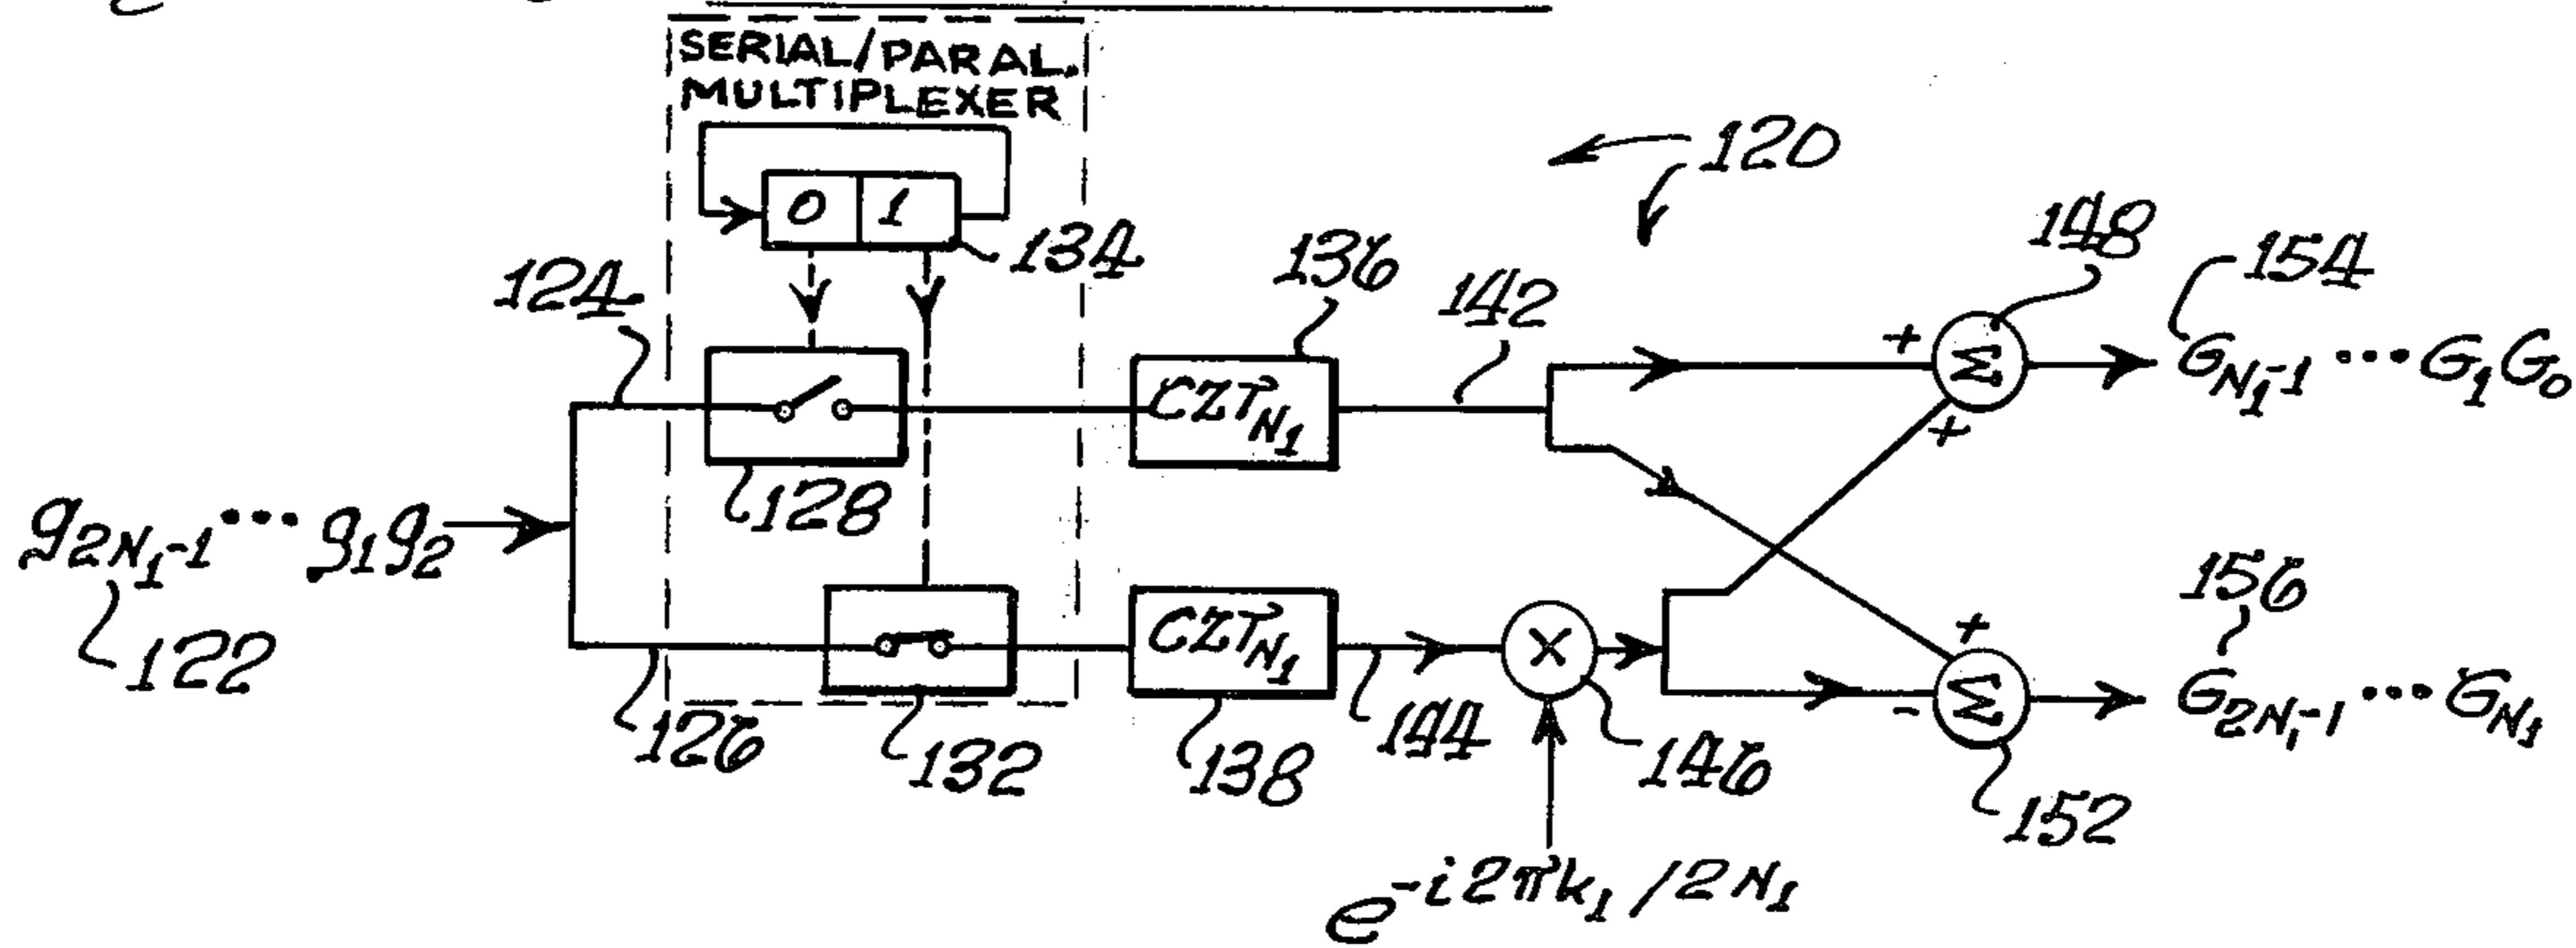 SERIAL/PARAL.
MULTIPLEXER
120
0 1
134
148
154
136
142
124
+
Σ
G_{N_1-1} ... G_1 G_0
+
CZT_{N_1}
128
g_{2N_1-1} ... g_1 g_2
122
156
+
CZT_{N_1}
X
-
Σ
G_{2N_1-1} ... G_{N_1}
126
132
138
144
146
152
e^{-i2πk_1/2N_1}